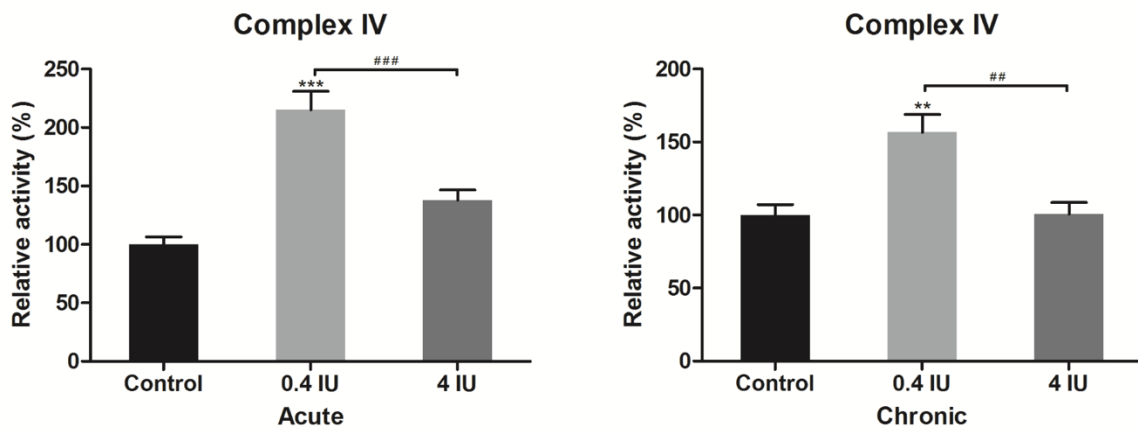 Complex IV
Relative activity (%)
250
200
150
100
50
0
***
###
Control 0.4 IU 4 IU
Acute
Complex IV
Relative activity (%)
200
150
100
50
0
**
##
Control 0.4 IU 4 IU
Chronic